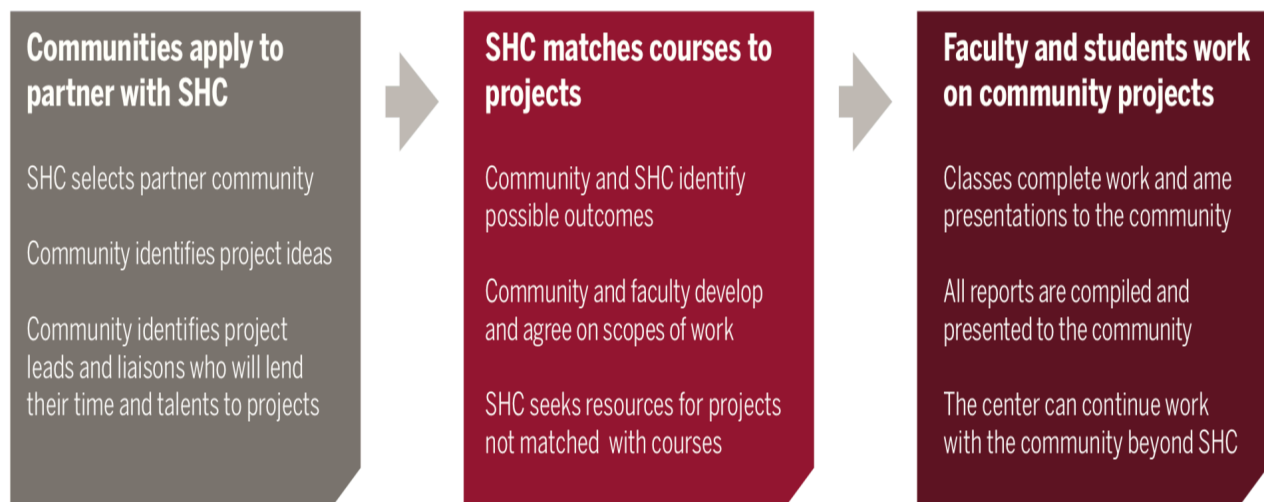 Communities apply to
partner with SHC
SHC selects partner community
Community identifies project ideas
Community identifies project
leads and liaisons who will lend
their time and talents to projects
SHC matches courses to
projects
Community and SHC identify
possible outcomes
Community and faculty develop
and agree on scopes of work
SHC seeks resources for projects
not matched with courses
Faculty and students work
on community projects
Classes complete work and ame
presentations to the community
All reports are compiled and
presented to the community
The center can continue work
with the community beyond SHC